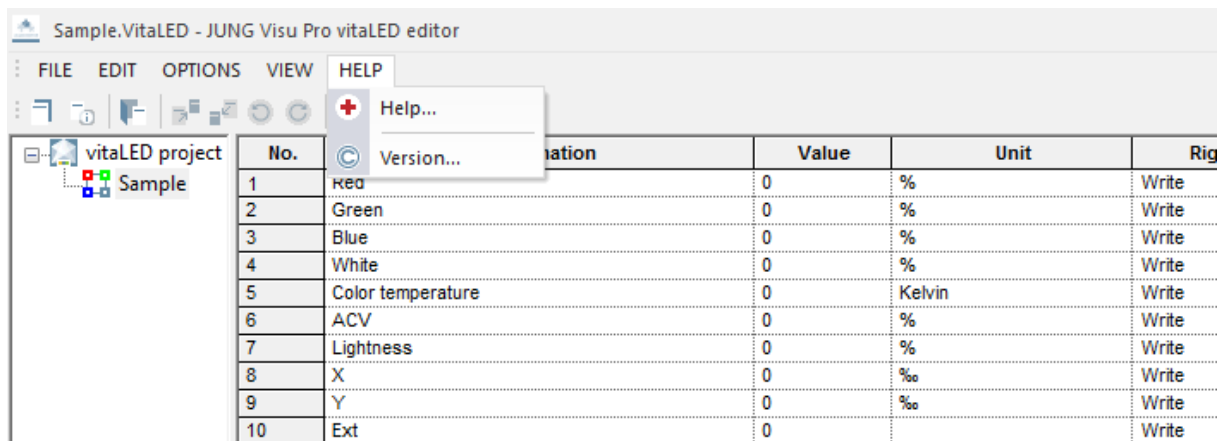 Sample.VitaLED - JUNG Visu Pro vitaLED editor
FILE EDIT OPTIONS VIEW HELP
Help...
Version...
vitaLED project
Sample
No. nation Value Unit Rig
1 Red 0 % Write
2 Green 0 % Write
3 Blue 0 % Write
4 White 0 % Write
5 Color temperature 0 Kelvin Write
6 ACV 0 % Write
7 Lightness 0 % Write
8 X 0 ‰ Write
9 Y 0 ‰ Write
10 Ext 0 Write